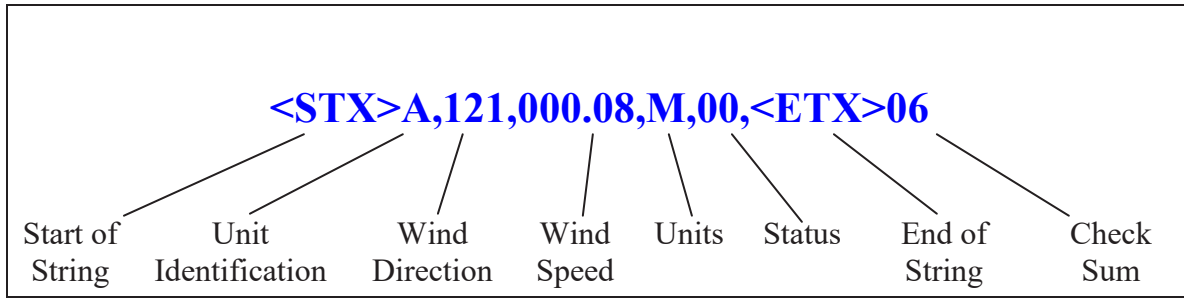 <STX>A,121,000.08,M,00,<ETX>06
Start of String
Unit Identification
Wind Direction
Wind Speed
Units
Status
End of String
Check Sum